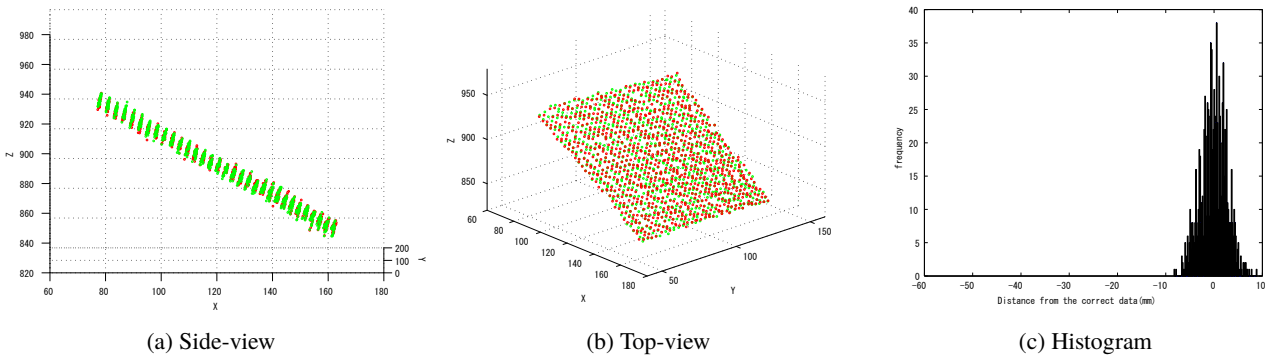 980
960
940
920
900
880
860
840
820
Z
60 80 100 120 140 160 180
X
200
100
0
Y
950
900
850
Z
60
80
100
120
140
160
180
X
50
100
150
Y
40
35
30
25
20
15
10
5
0
frequency
-60 -50 -40 -30 -20 -10 0 10
Distance from the correct data(mm)
(a) Side-view
(b) Top-view
(c) Histogram